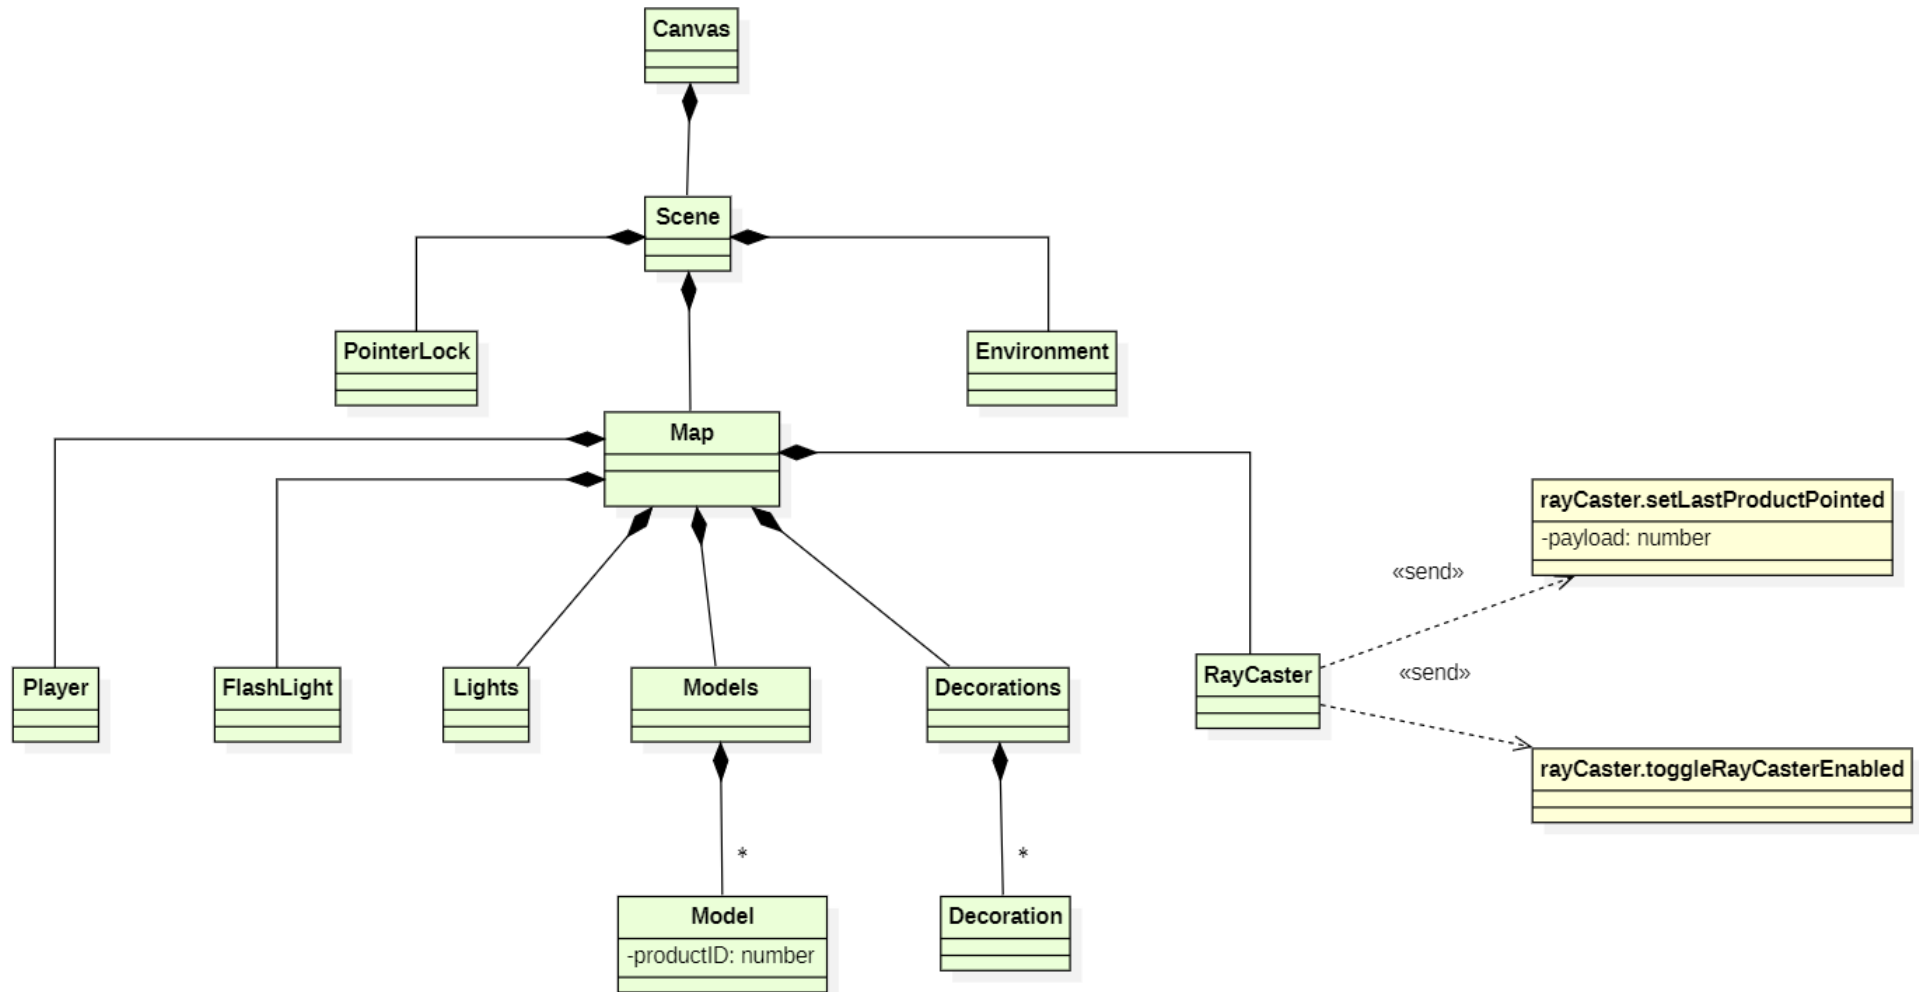 Canvas
Scene
PointerLock
Environment
Map
rayCaster.setLastProductPointed
-payload: number
«send»
«send»
Player
FlashLight
Lights
Models
Decorations
RayCaster
rayCaster.toggleRayCasterEnabled
*
*
Model
-productID: number
Decoration